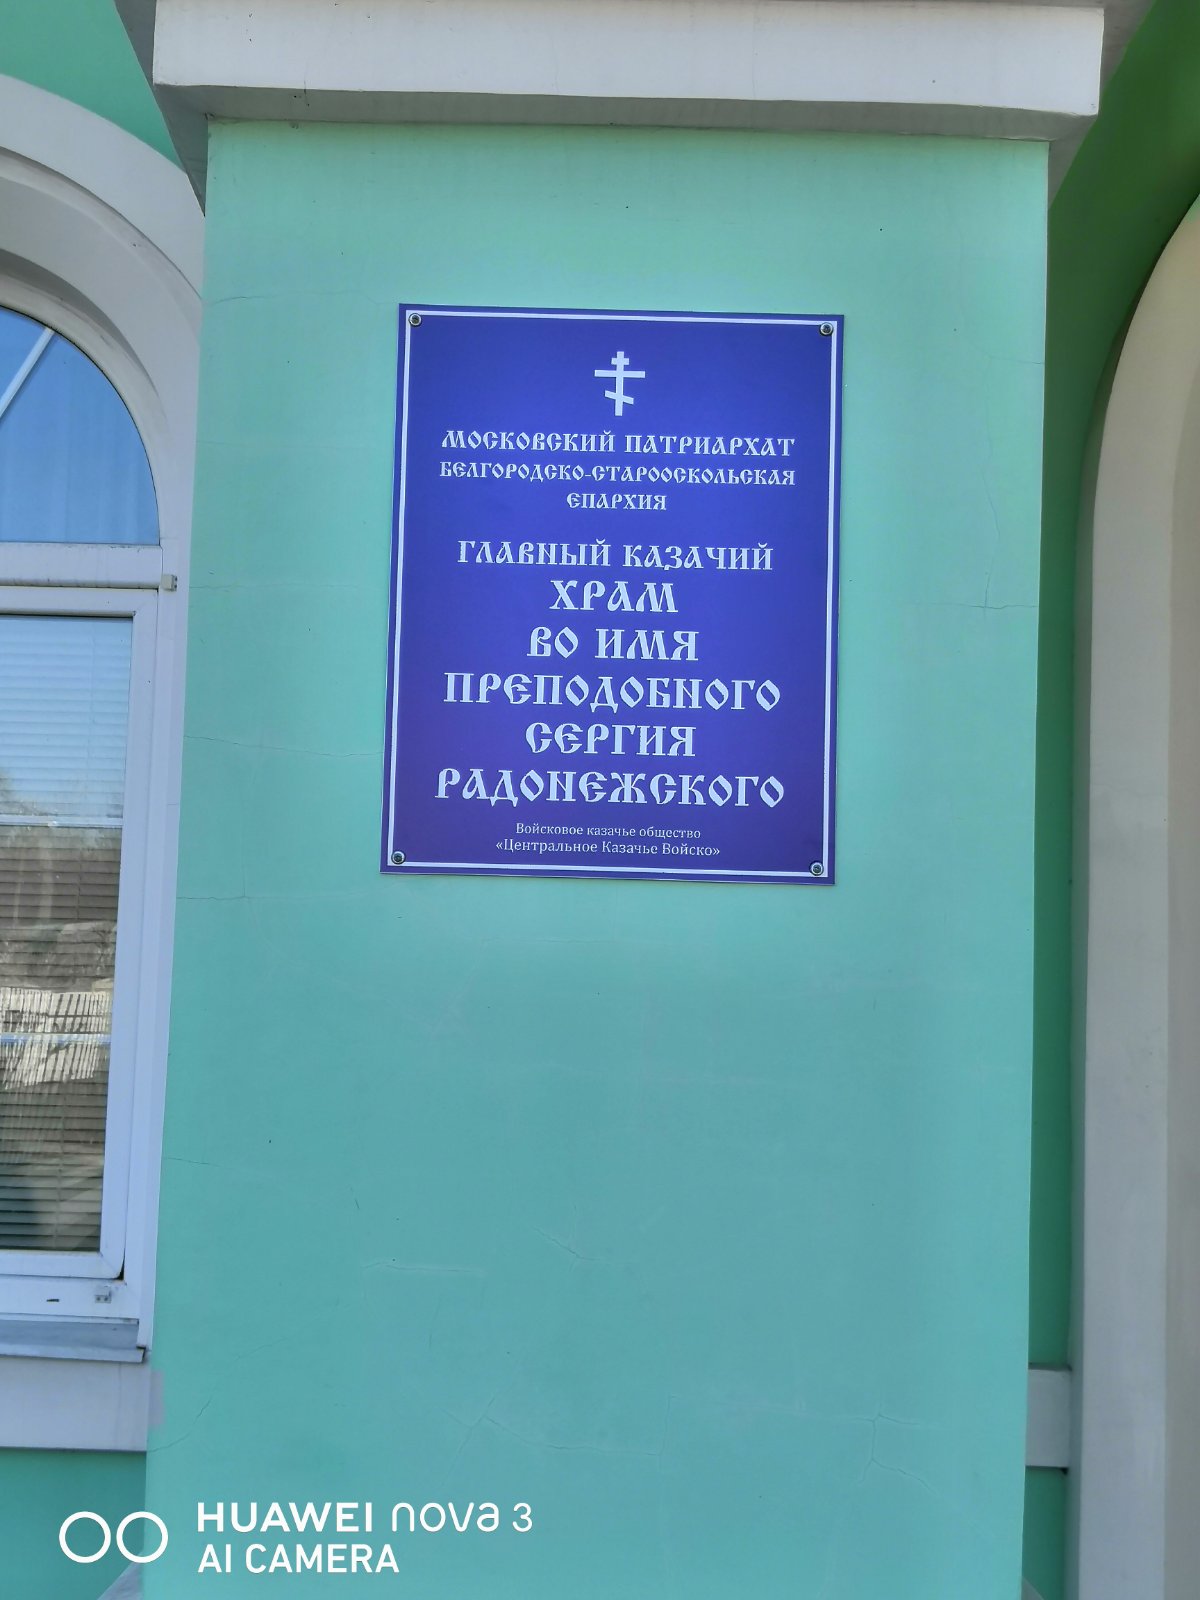 МОСКОВСКИЙ ПАТРИАРХАТ
БЕЛГОРОДСКО-СТАРООСКОЛЬСКАЯ
ЕПАРХИЯ
ГЛАВНЫЙ КАЗАЧИЙ
ХРАМ
ВО ИМЯ
ПРЕПОДОБНОГО
СЕРГИЯ
РАДОНЕЖСКОГО
Войсковое казачье общество
«Центральное Казачье Войско»
HUAWEI nova 3
AI CAMERA